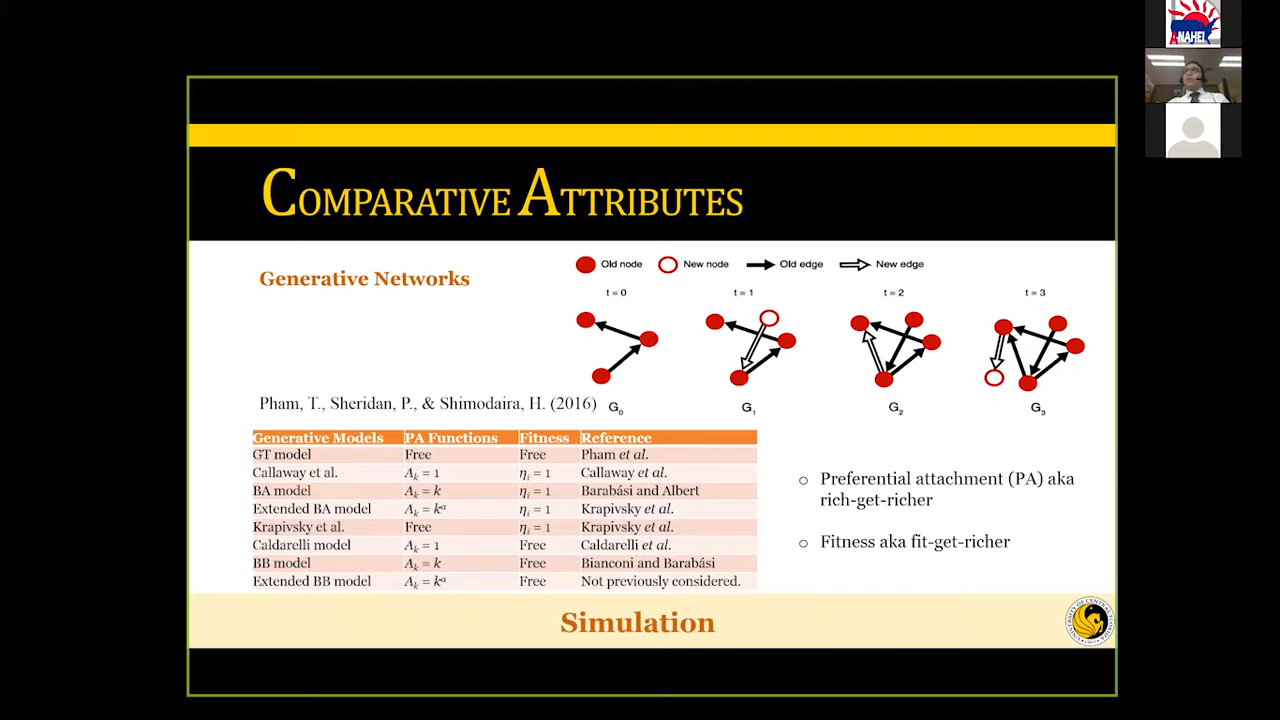 NAHEI
COMPARATIVE ATTRIBUTES
Generative Networks
Old node New node Old edge New edge
t = 0 t = 1 t = 2 t = 3
G0 G1 G2 G3
Pham, T., Sheridan, P., & Shimodaira, H. (2016)
Generative Models PA Functions Fitness Reference
GT model Free Free Pham et al.
Callaway et al. Ak = 1 ηi = 1 Callaway et al.
BA model Ak = k ηi = 1 Barabási and Albert
Extended BA model Ak = kα ηi = 1 Krapivsky et al.
Krapivsky et al. Free ηi = 1 Krapivsky et al.
Caldarelli model Ak = 1 Free Caldarelli et al.
BB model Ak = k Free Bianconi and Barabási
Extended BB model Ak = kα Free Not previously considered.
Preferential attachment (PA) aka
rich-get-richer
Fitness aka fit-get-richer
Simulation
UNIVERSITY OF CENTRAL FLORIDA
1963